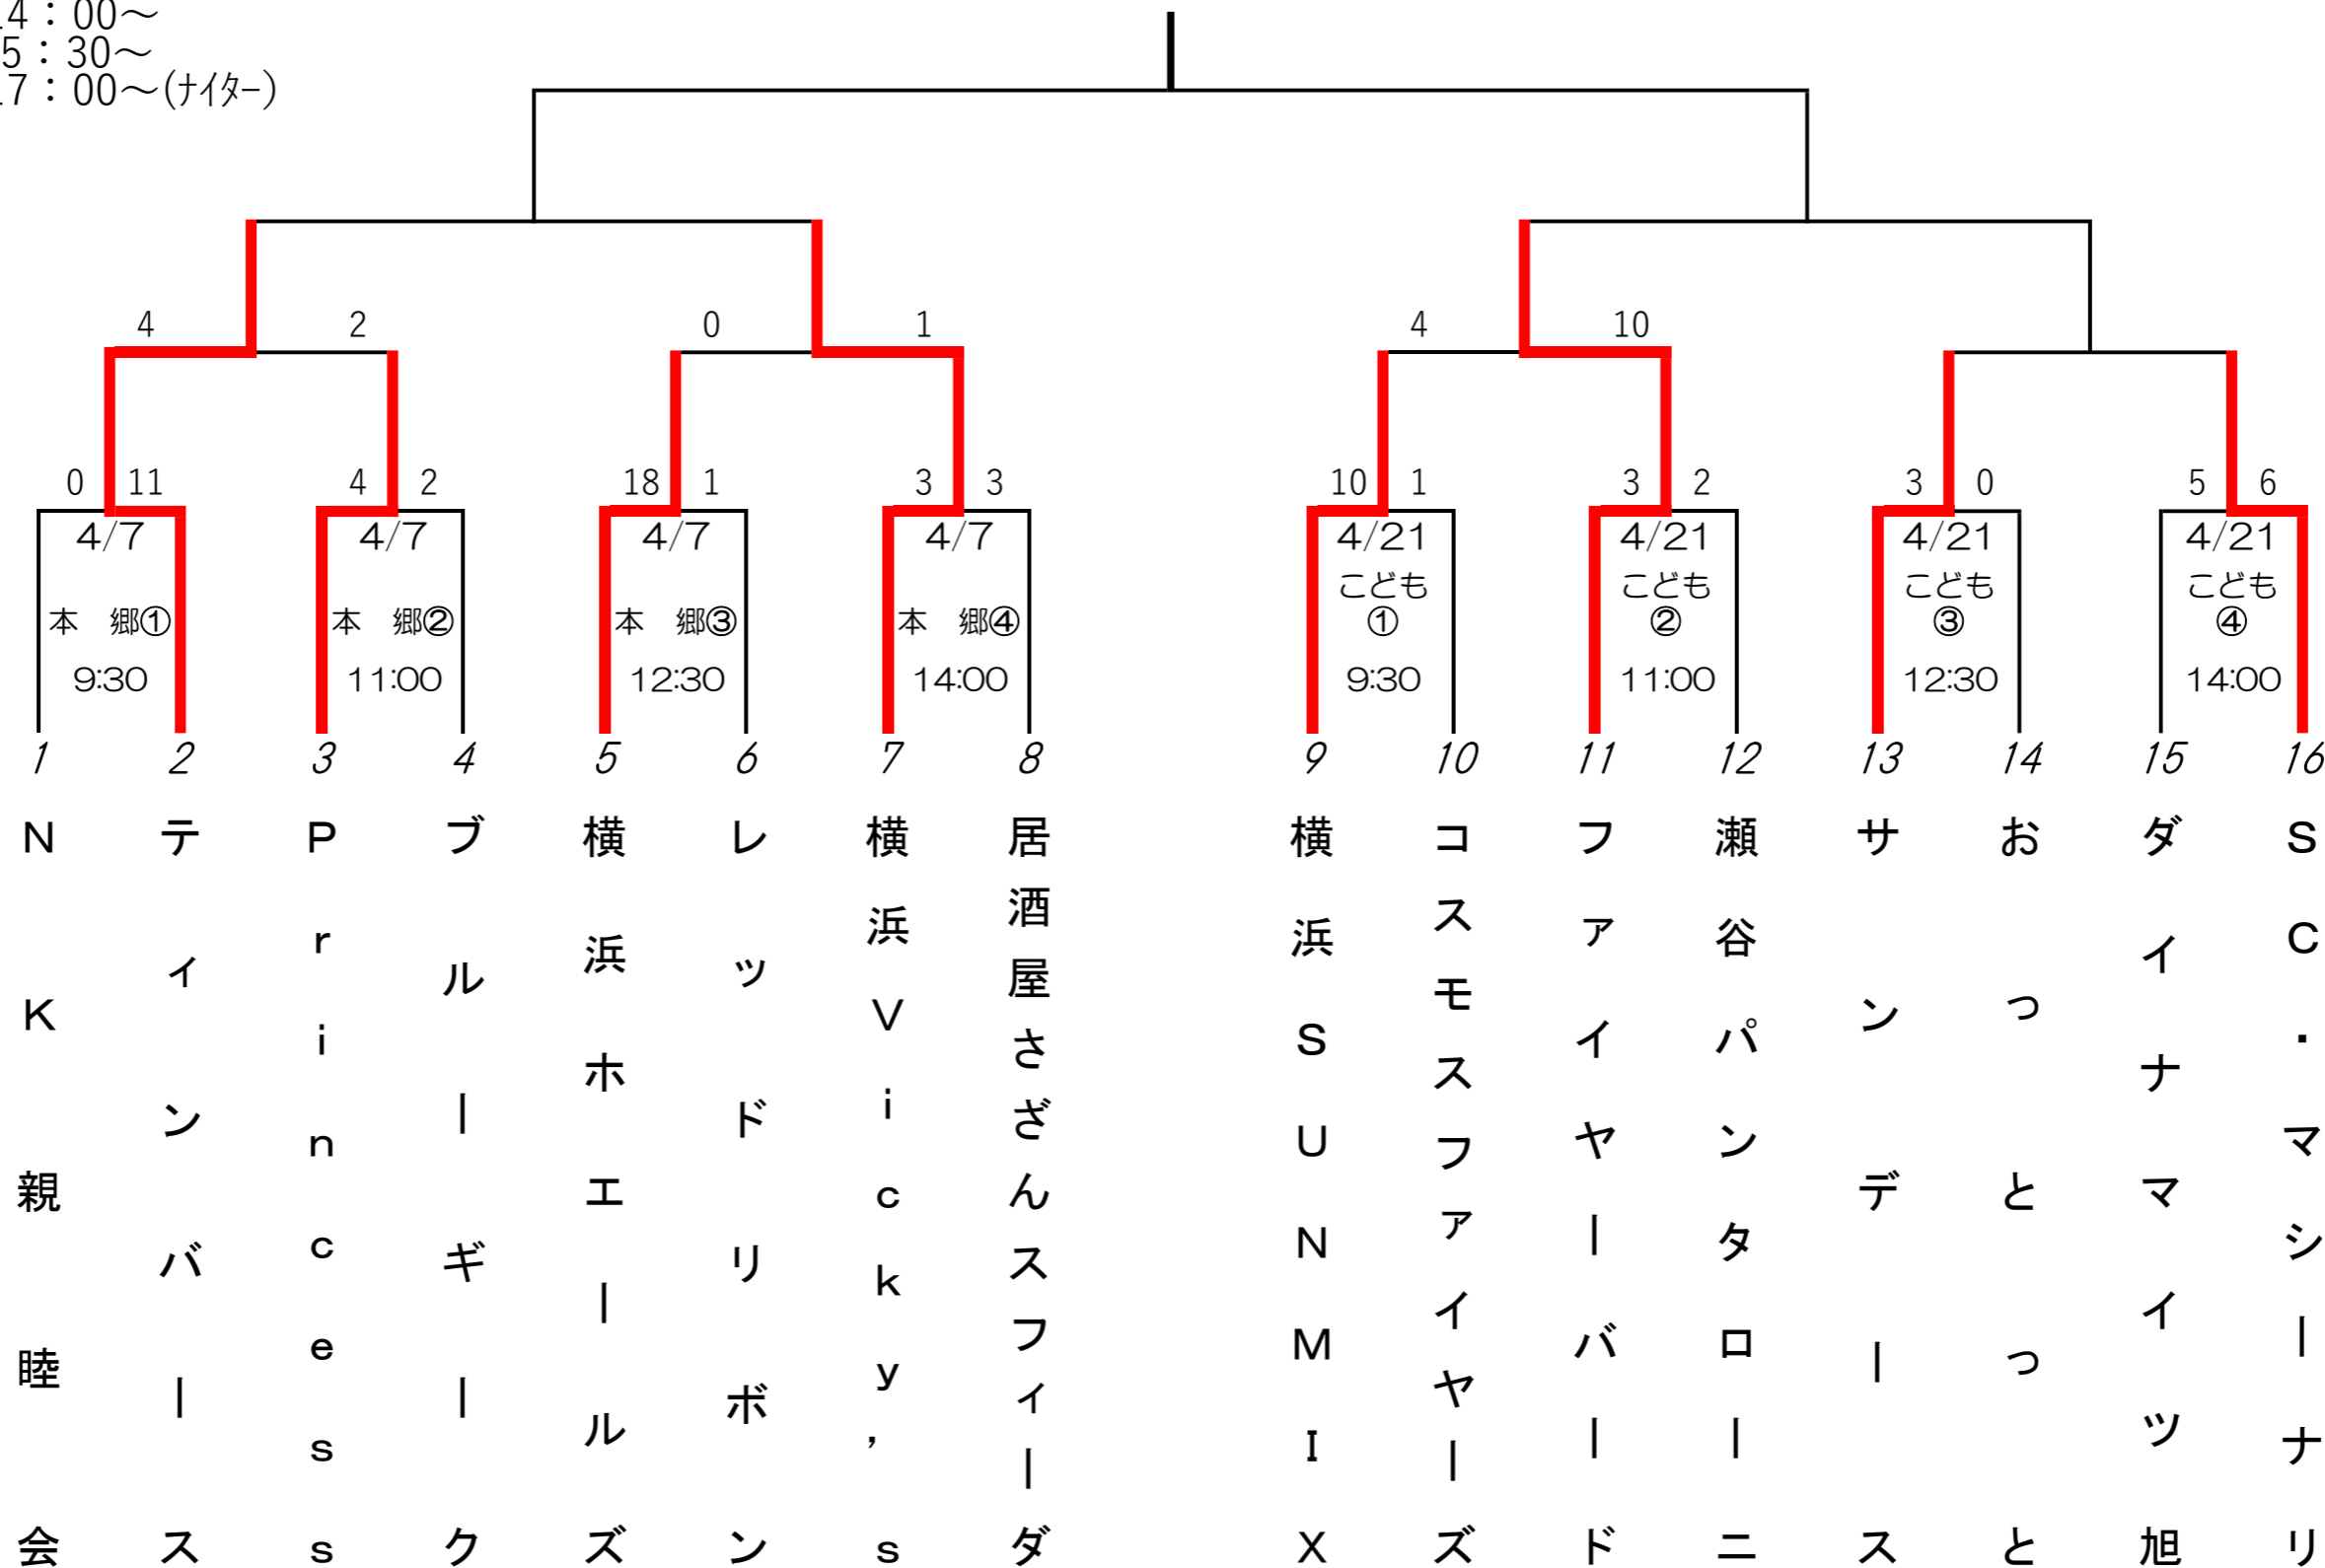 4：00～
5：30～
7：00～(ﾅｲﾀｰ)
4 2 0 1 4 10
0 11 4 2 18 1 3 3 10 1 3 2 3 0 5 6
4/7 4/7 4/7 4/7 4/21 4/21 4/21 4/21
こども こども こども こども
本　郷① 本　郷② 本　郷③ 本　郷④ ① ② ③ ④
9:30 11:00 12:30 14:00 9:30 11:00 12:30 14:00
1 2 3 4 5 6 7 8 9 10 11 12 13 14 15 16
ＮＫ親睦会
ティンバース
Ｐｒｉｎｃｅｓｓ
ブルーギーク
横浜ホエールズ
レッドリボン
横浜Ｖｉｃｋｙ’ｓ
居酒屋さざんスフィーダ
横浜ＳＵＮＭＩＸ
コスモスファイヤーズ
ファイヤーバード
瀬谷パンタローニ
サンデース
おっとっと
ダイナマイツ旭
Ｓ．Ｃ．マシーナリ